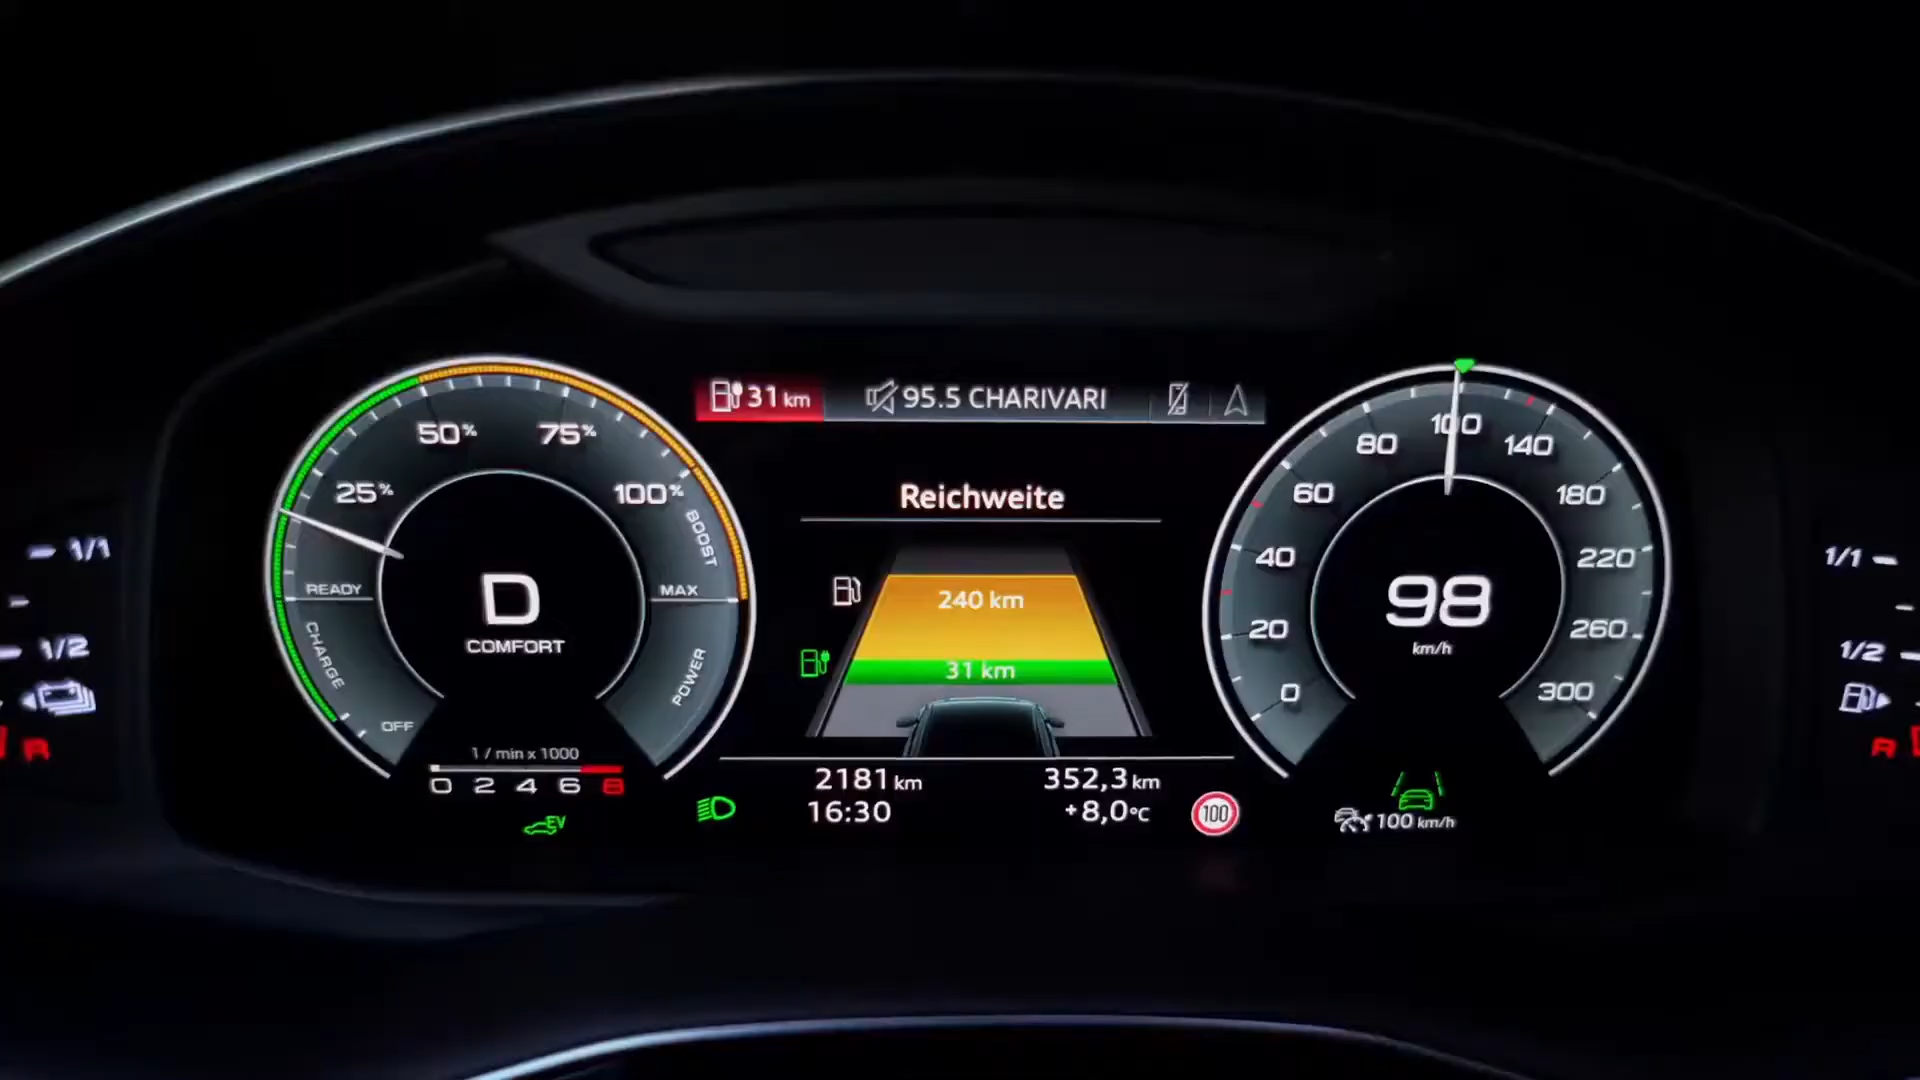 31 km
95.5 CHARIVARI
25%
50%
75%
100%
BOOST
READY
MAX
CHARGE
POWER
OFF
D
COMFORT
1 / min x 1000
0 2 4 6 8
EV
Reichweite
240 km
31 km
2181 km
352,3 km
16:30
+8,0 °C
100
0
20
40
60
80
100
140
180
220
260
300
98
km/h
100 km/h
1/1
1/2
R
1/1
1/2
R